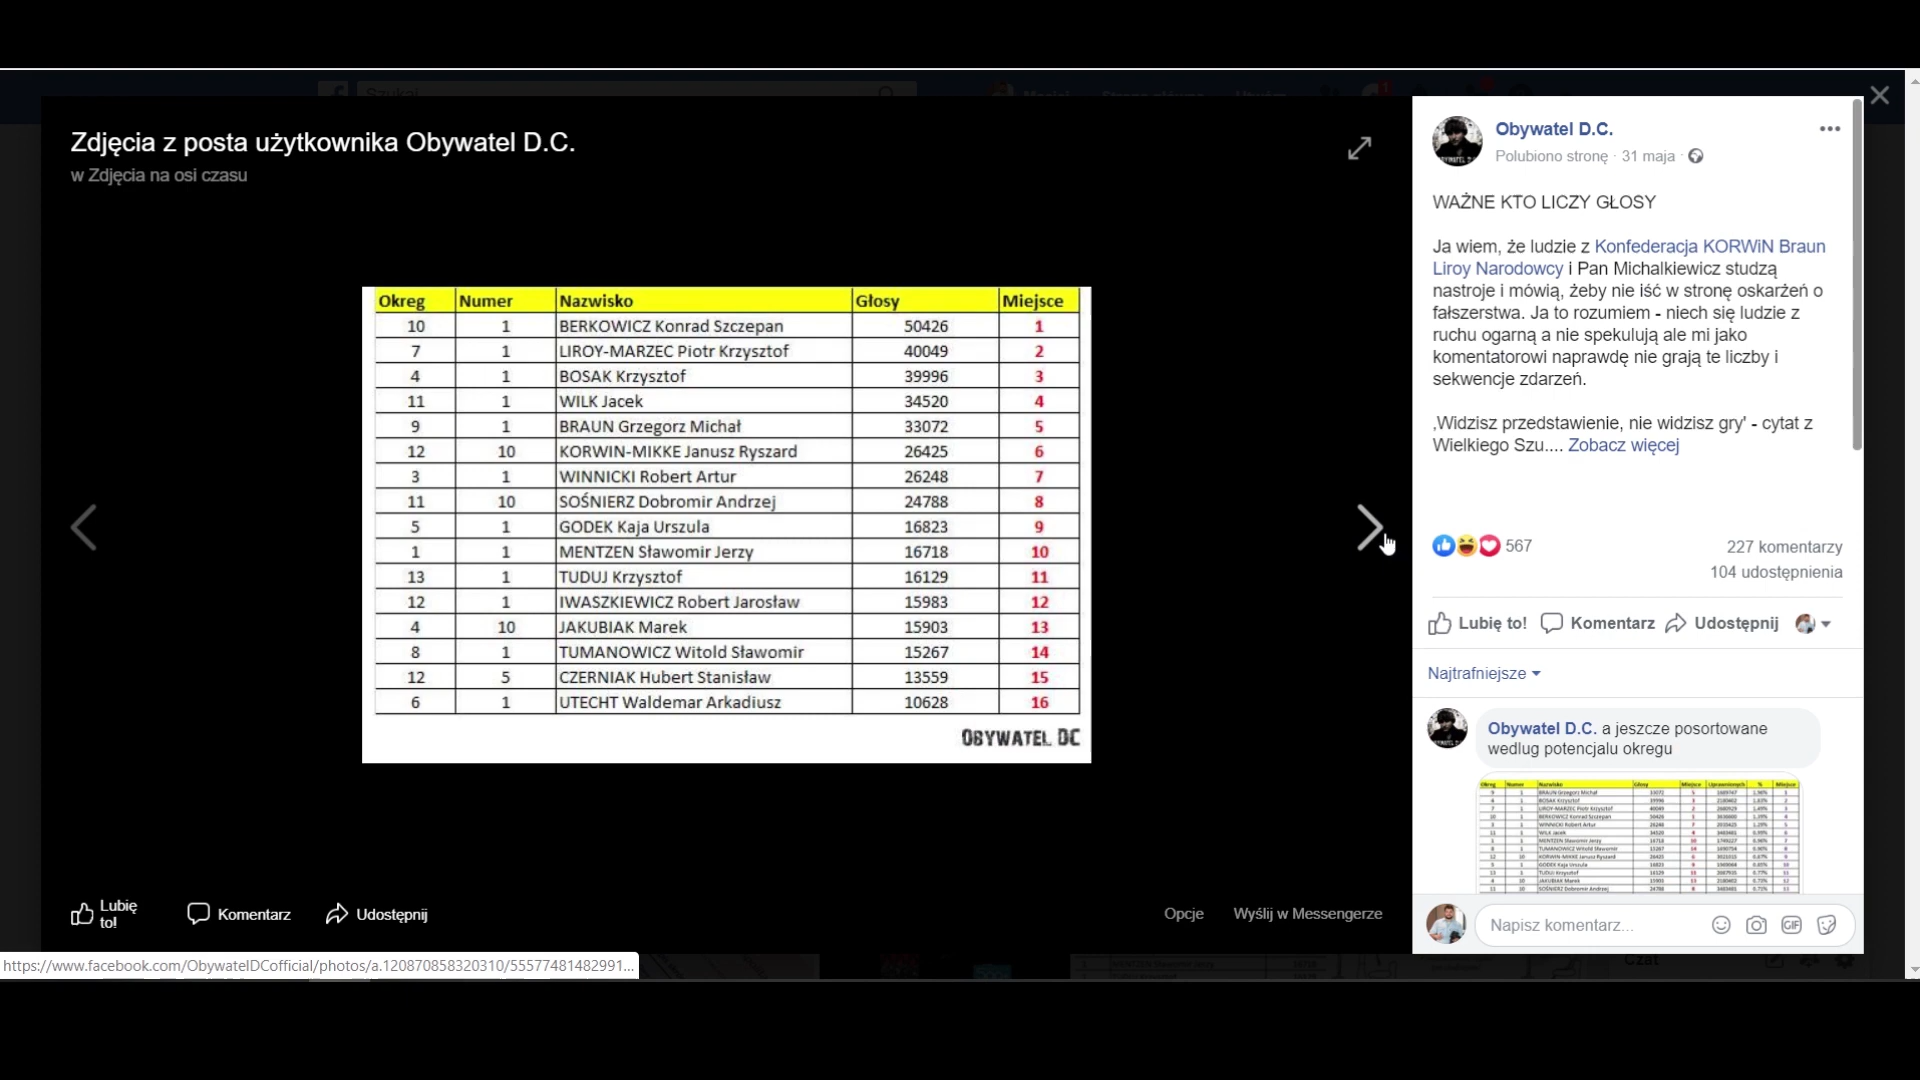 Zdjęcia z posta użytkownika Obywatel D.C.
w Zdjęcia na osi czasu
Okreg Numer Nazwisko Głosy Miejsce
10 1 BERKOWICZ Konrad Szczepan 50426 1
7 1 LIROY-MARZEC Piotr Krzysztof 40049 2
4 1 BOSAK Krzysztof 39996 3
11 1 WILK Jacek 34520 4
9 1 BRAUN Grzegorz Michał 33072 5
12 10 KORWIN-MIKKE Janusz Ryszard 26425 6
3 1 WINNICKI Robert Artur 26248 7
11 10 SOŚNIERZ Dobromir Andrzej 24788 8
5 1 GODEK Kaja Urszula 16823 9
1 1 MENTZEN Sławomir Jerzy 16718 10
13 1 TUDUJ Krzysztof 16129 11
12 1 IWASZKIEWICZ Robert Jarosław 15983 12
4 10 JAKUBIAK Marek 15903 13
8 1 TUMANOWICZ Witold Sławomir 15267 14
12 5 CZERNIAK Hubert Stanisław 13559 15
6 1 UTECHT Waldemar Arkadiusz 10628 16
OBYWATEL DC
Lubię to!
Komentarz
Udostępnij
Opcje
Wyślij w Messengerze
https://www.facebook.com/ObywatelDCofficial/photos/a.120870858320310/55577481482991...
Obywatel D.C.
Polubiono stronę · 31 maja ·
WAŻNE KTO LICZY GŁOSY
Ja wiem, że ludzie z Konfederacja KORWiN Braun
Liroy Narodowcy i Pan Michalkiewicz studzą
nastroje i mówią, żeby nie iść w stronę oskarżeń o
fałszerstwa. Ja to rozumiem - niech się ludzie z
ruchu ogarną a nie spekulują ale mi jako
komentatorowi naprawdę nie grają te liczby i
sekwencje zdarzeń.
‚Widzisz przedstawienie, nie widzisz gry' - cytat z
Wielkiego Szu.... Zobacz więcej
567
227 komentarzy
104 udostępnienia
Lubię to! Komentarz Udostępnij
Najtrafniejsze
Obywatel D.C. a jeszcze posortowane
wedlug potencjalu okregu
Napisz komentarz...
GIF